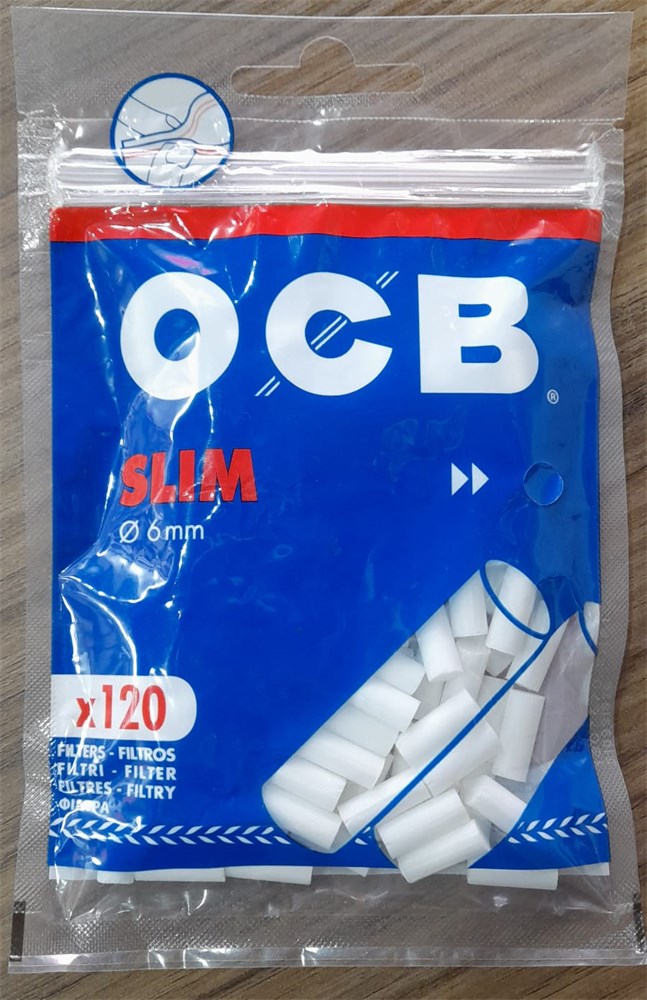 OCB
®
SLIM
Ø 6mm
x120
FILTERS - FILTROS
FILTRI - FILTER
FILTRES - FILTRY
ΦΙΛΤΡΑ